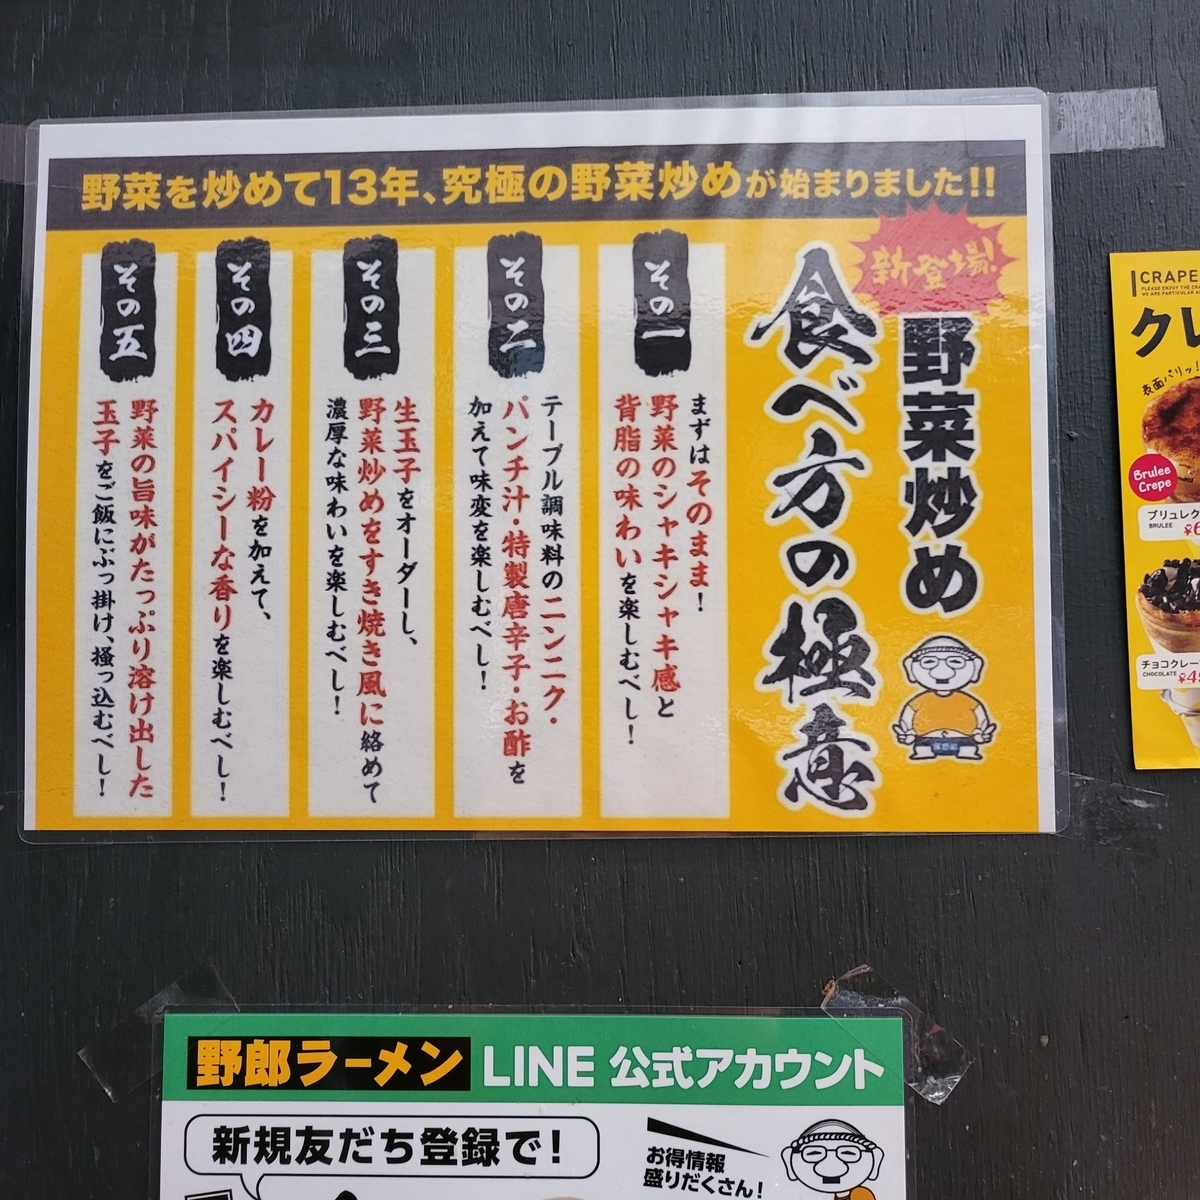 野菜を炒めて13年、究極の野菜炒めが始まりました!!
新登場!
野菜炒め
食べ方の極意
その一
まずはそのまま!
野菜のシャキシャキ感と
背脂の味わいを楽しむべし!
その二
テーブル調味料のニンニク・
パンチ汁・特製唐辛子・お酢を
加えて味変を楽しむべし!
その三
生玉子をオーダーし、
野菜炒めをすき焼き風に絡めて
濃厚な味わいを楽しむべし!
その四
カレー粉を加えて、
スパイシーな香りを楽しむべし!
その五
野菜の旨味がたっぷり溶け出した
玉子をご飯にぶっ掛け、掻っ込むべし!
CRAPE
クレ
表面パリッ!
Brulee
Crepe
ブリュレク
BRULEE
¥6
チョコクレー
CHOCOLATE
野郎ラーメン LINE 公式アカウント
新規友だち登録で!
お得情報
盛りだくさん!